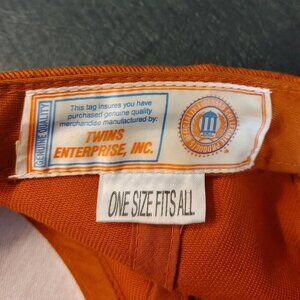 GENUINE QUALITY
This tag insures you have
purchased genuine quality
merchandise manufactured by:
TWINS
ENTERPRISE, INC.
ONE SIZE FITS ALL